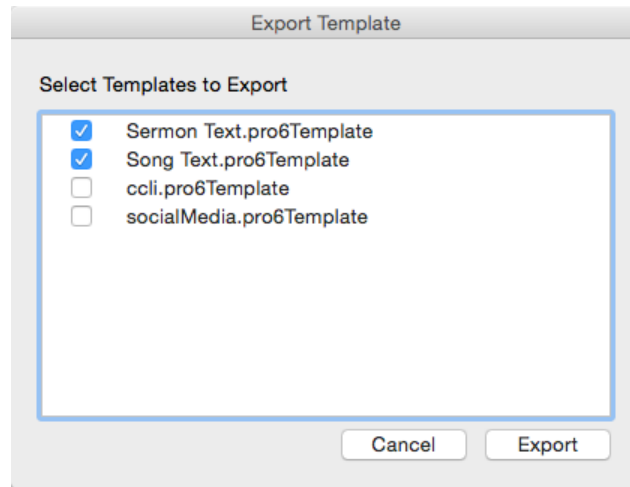 Export Template
Select Templates to Export
Sermon Text.pro6Template
Song Text.pro6Template
ccli.pro6Template
socialMedia.pro6Template
Cancel Export